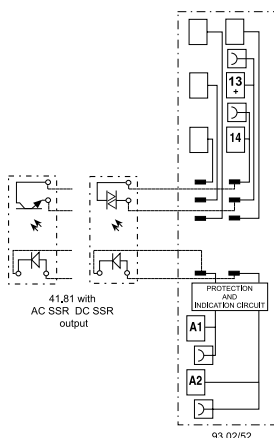 13
+
14
41.81 with
AC SSR DC SSR
output
PROTECTION
AND
INDICATION CIRCUIT
A1
A2
93.02/52